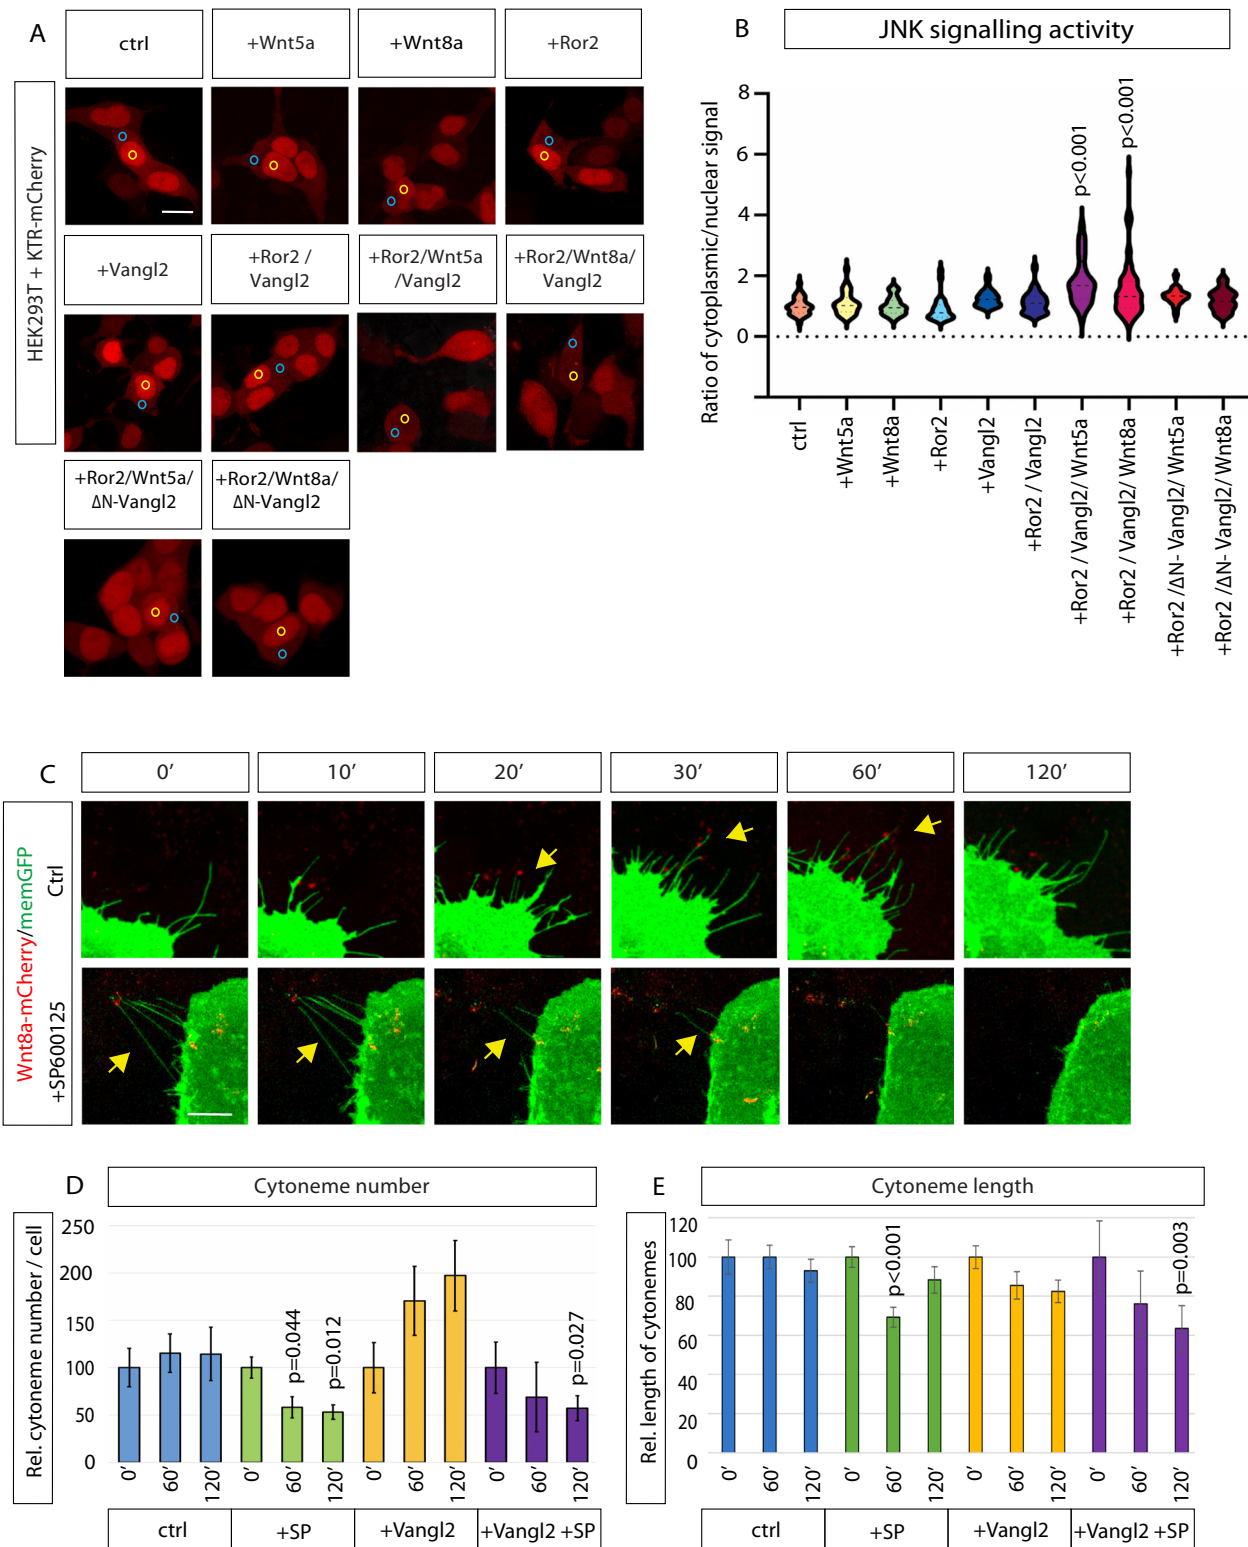 A
ctrl
+Wnt5a
+Wnt8a
+Ror2
HEK293T + KTR-mCherry
+Vangl2
+Ror2 /
Vangl2
+Ror2/Wnt5a
/Vangl2
+Ror2/Wnt8a/
Vangl2
+Ror2/Wnt5a/
ΔN-Vangl2
+Ror2/Wnt8a/
ΔN-Vangl2
B
JNK signalling activity
Ratio of cytoplasmic/nuclear signal
8
6
4
2
0
p<0.001
p<0.001
ctrl
+Wnt5a
+Wnt8a
+Ror2
+Vangl2
+Ror2 / Vangl2
+Ror2 / Vangl2/ Wnt5a
+Ror2 / Vangl2/ Wnt8a
+Ror2 /ΔN- Vangl2/ Wnt5a
+Ror2 /ΔN- Vangl2/ Wnt8a
C
0’
10’
20’
30’
60’
120’
Wnt8a-mCherry/memGFP
Ctrl
+SP600125
D
Cytoneme number
Rel. cytoneme number / cell
250
200
150
100
50
0
p=0.044
p=0.012
p=0.027
0’
60’
120’
0’
60’
120’
0’
60’
120’
0’
60’
120’
ctrl
+SP
+Vangl2
+Vangl2 +SP
E
Cytoneme length
Rel. length of cytonemes
120
100
80
60
40
20
0
p<0.001
p=0.003
0’
60’
120’
0’
60’
120’
0’
60’
120’
0’
60’
120’
ctrl
+SP
+Vangl2
+Vangl2 +SP